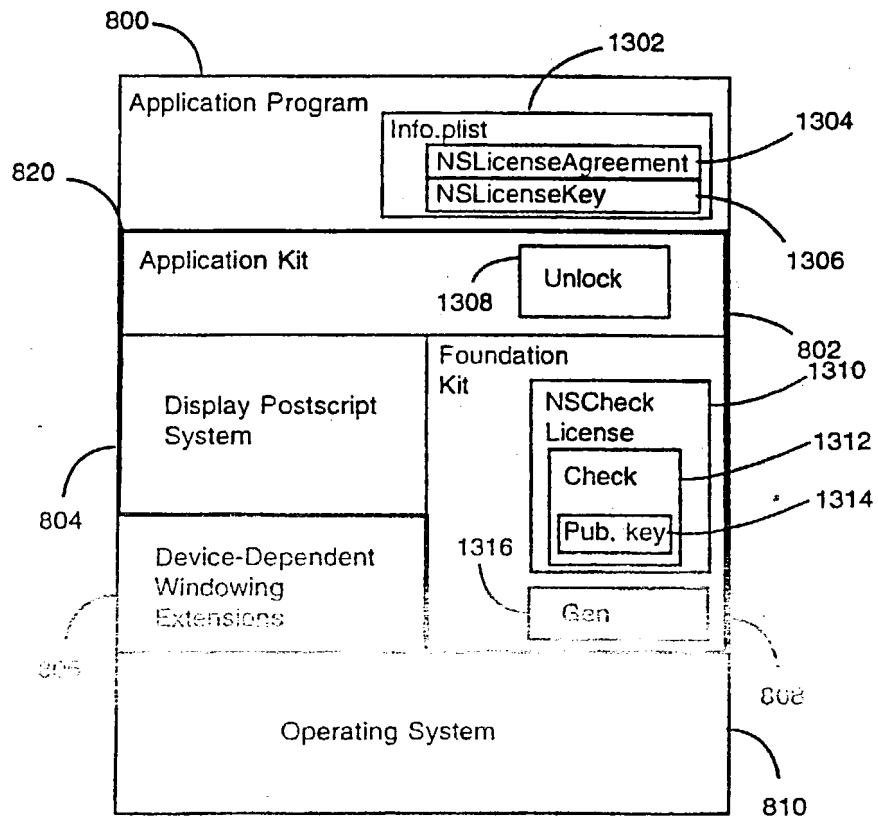 800
1302
Application Program
Info.plist
1304
NSLicenseAgreement
820
NSLicenseKey
1306
Application Kit
1308
Unlock
802
Foundation
Kit
1310
Display Postscript
System
NSCheck
License
1312
Check
804
1314
Pub. key
1316
Device-Dependent
Windowing
Extensions
Gen
806
808
Operating System
810